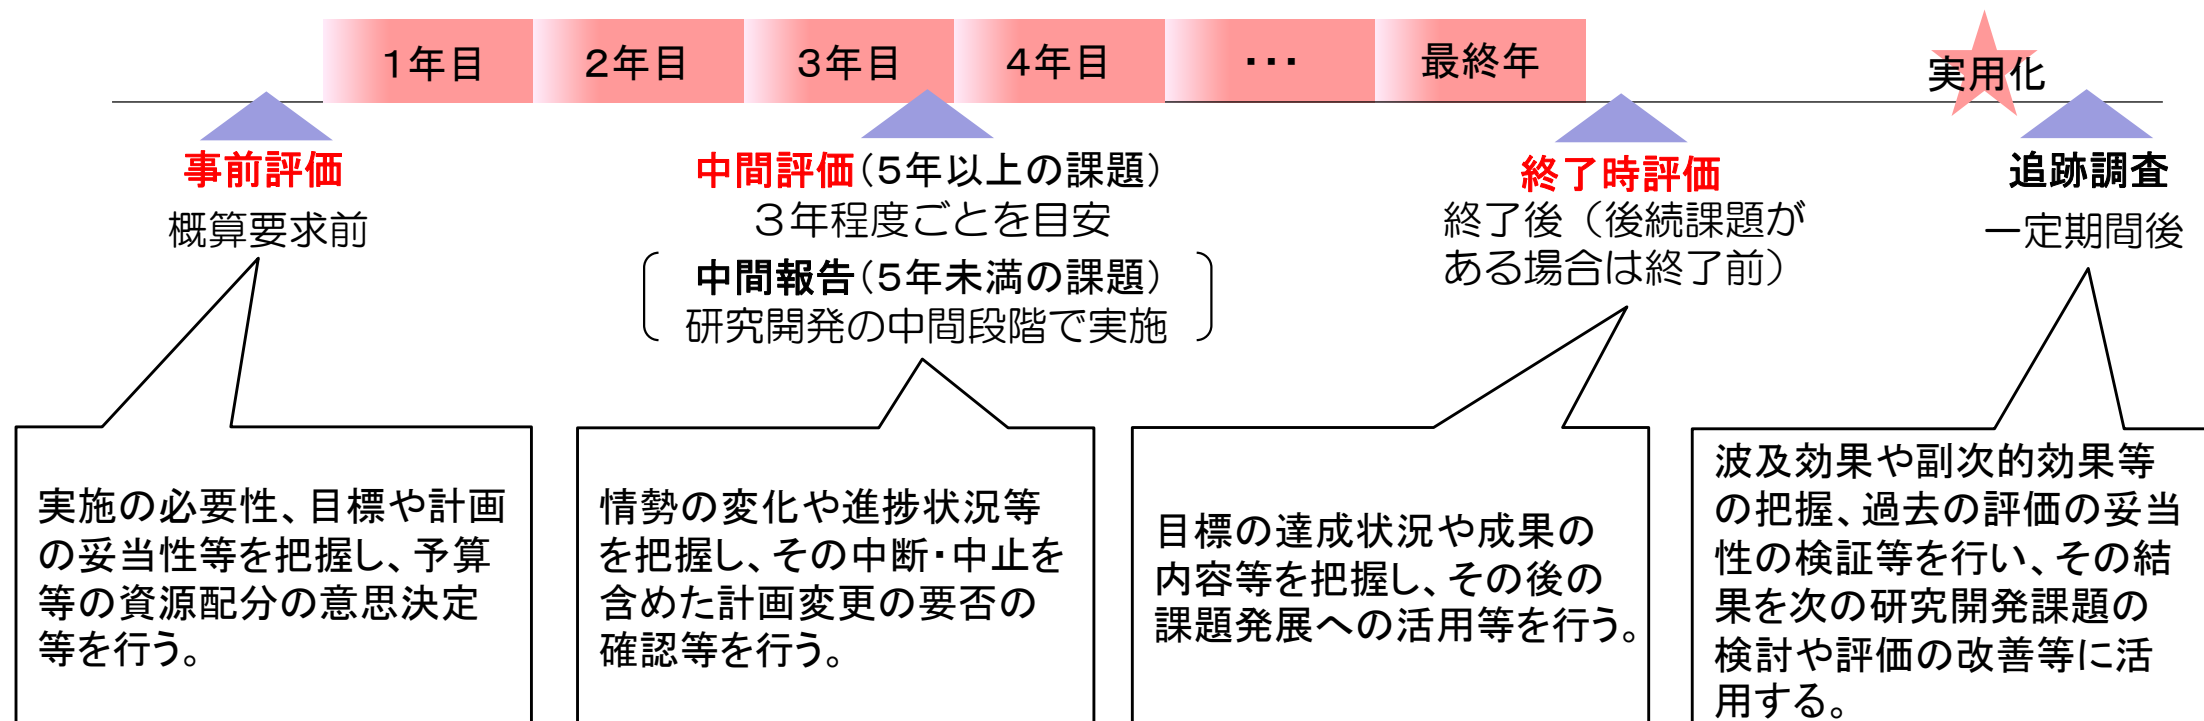 1年目
2年目
3年目
4年目
・・・
最終年
実用化
事前評価
概算要求前
中間評価（5年以上の課題）
３年程度ごとを目安
中間報告（5年未満の課題）
研究開発の中間段階で実施
終了時評価
終了後（後続課題が
ある場合は終了前）
追跡調査
一定期間後
実施の必要性、目標や計画
の妥当性等を把握し、予算
等の資源配分の意思決定
等を行う。
情勢の変化や進捗状況等
を把握し、その中断・中止を
含めた計画変更の要否の
確認等を行う。
目標の達成状況や成果の
内容等を把握し、その後の
課題発展への活用等を行う。
波及効果や副次的効果等
の把握、過去の評価の妥当
性の検証等を行い、その結
果を次の研究開発課題の
検討や評価の改善等に活
用する。